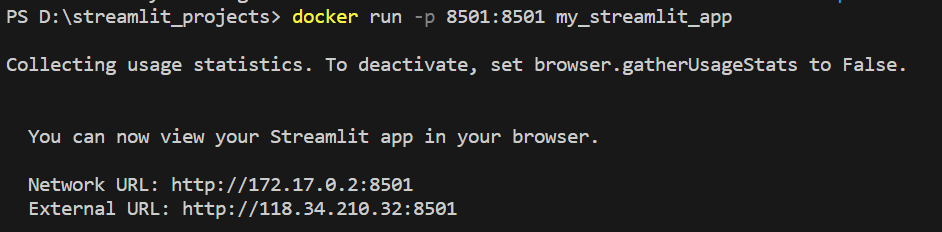 PS D:\streamlit_projects> docker run -p 8501:8501 my_streamlit_app
Collecting usage statistics. To deactivate, set browser.gatherUsageStats to False.
You can now view your Streamlit app in your browser.
Network URL: http://172.17.0.2:8501
External URL: http://118.34.210.32:8501